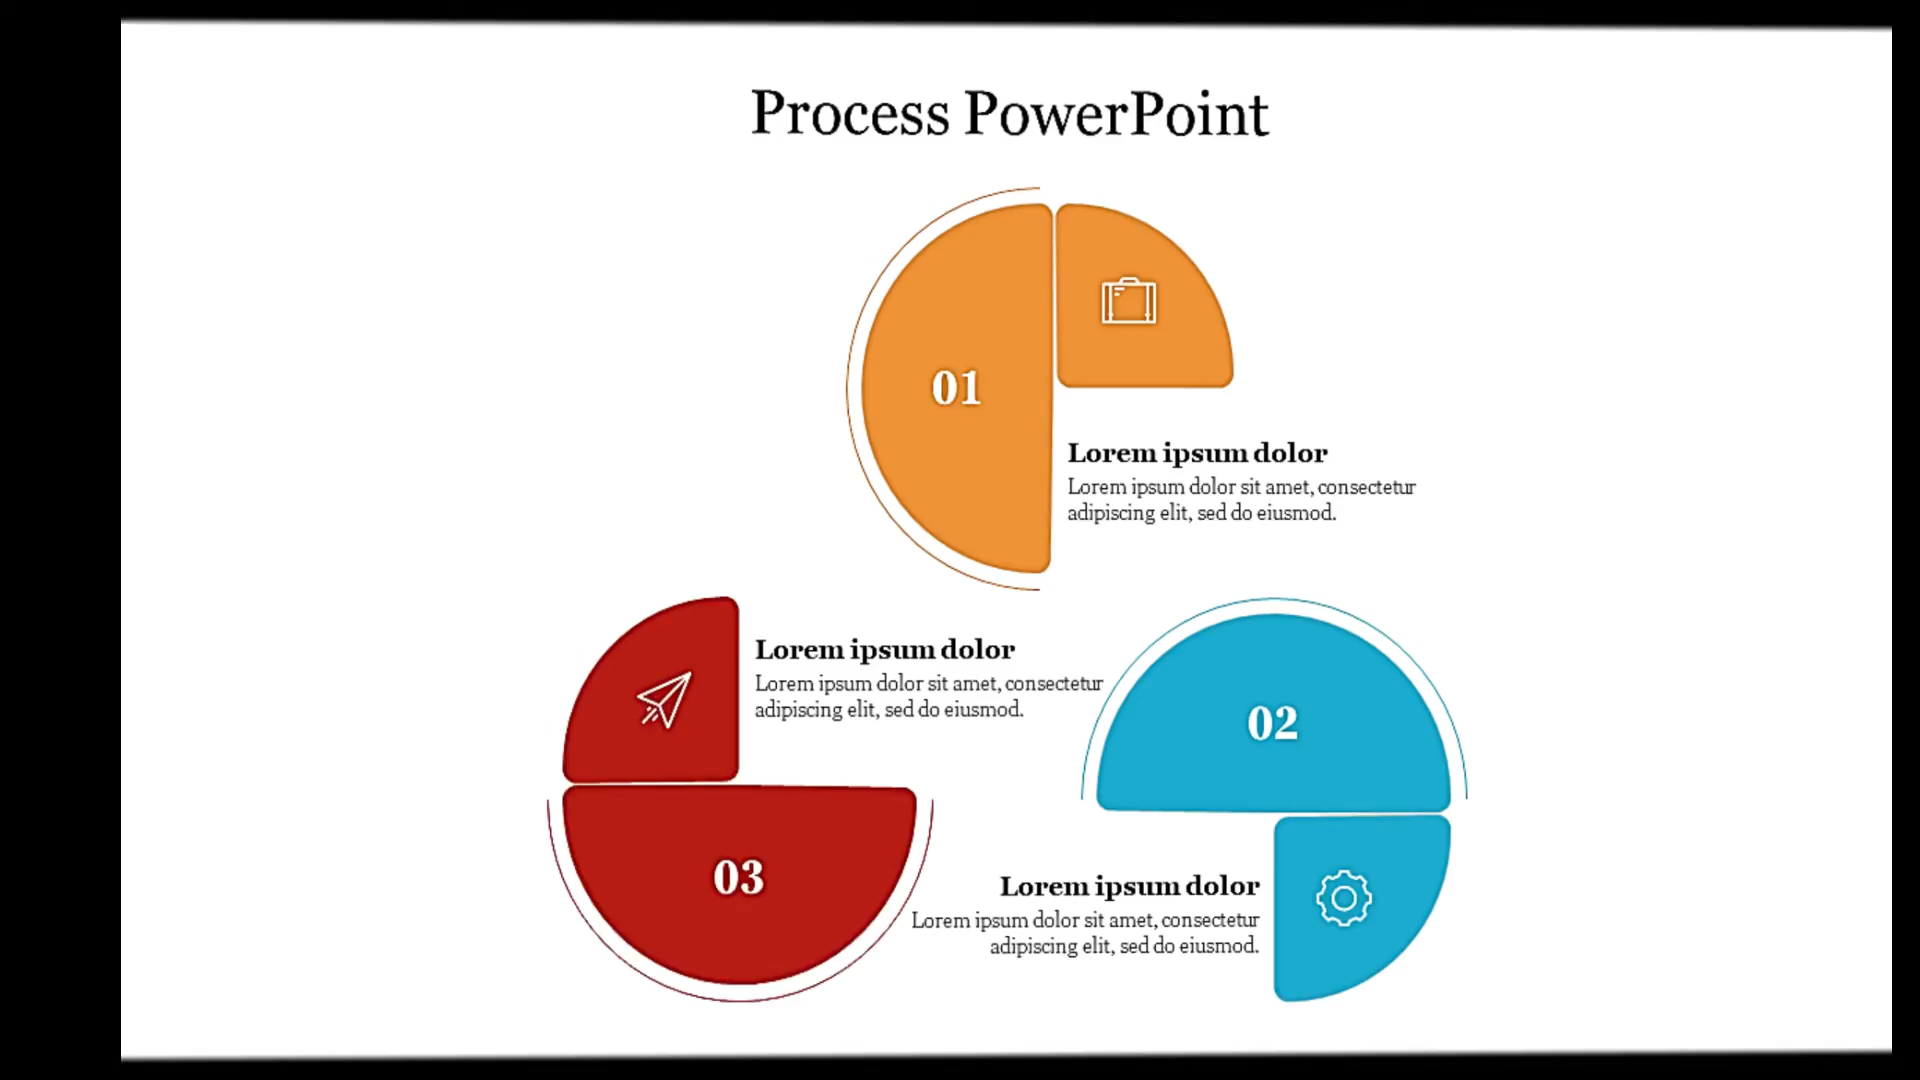 Process PowerPoint
01
Lorem ipsum dolor
Lorem ipsum dolor sit amet, consectetur
adipiscing elit, sed do eiusmod.
Lorem ipsum dolor
Lorem ipsum dolor sit amet, consectetur
adipiscing elit, sed do eiusmod.
02
03
Lorem ipsum dolor
Lorem ipsum dolor sit amet, consectetur
adipiscing elit, sed do eiusmod.